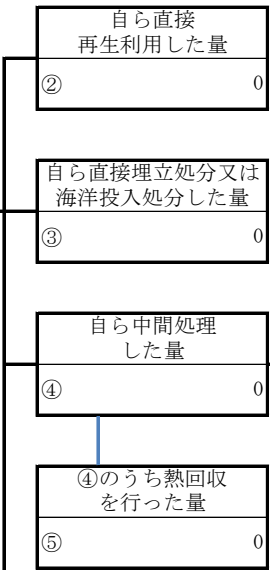 自ら直接
再生利用した量
② 0
自ら直接埋立処分又は
海洋投入処分した量
③ 0
自ら中間処理
した量
④ 0
④のうち熱回収
を行った量
⑤ 0